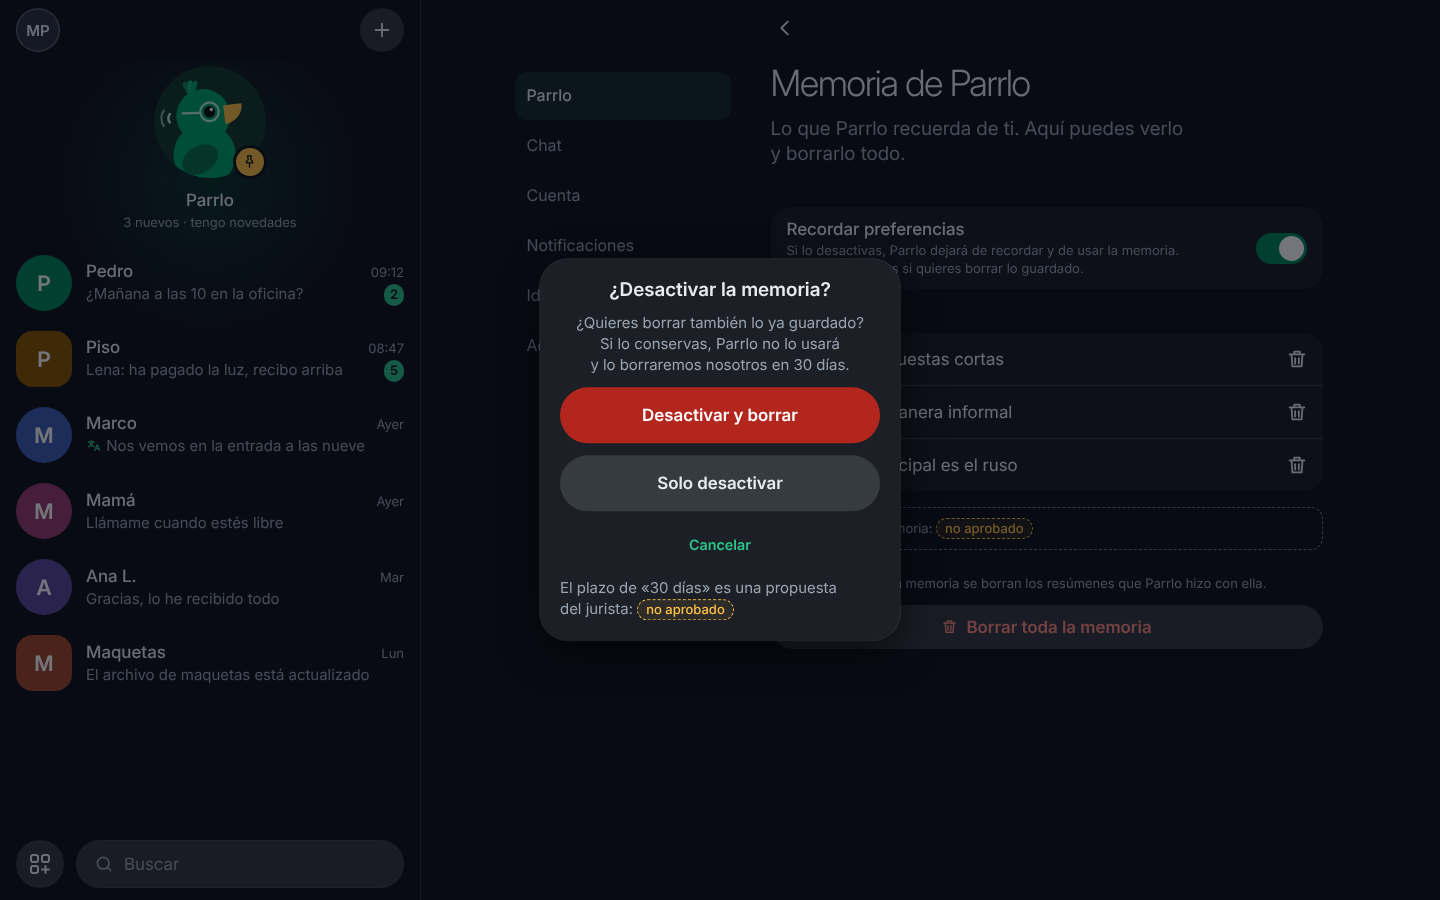 MP
Parrlo
3 nuevos · tengo novedades
P
Pedro
09:12
¿Mañana a las 10 en la oficina?
2
P
Piso
08:47
Lena: ha pagado la luz, recibo arriba
5
M
Marco
Ayer
Nos vemos en la entrada a las nueve
M
Mamá
Ayer
Llámame cuando estés libre
A
Ana L.
Mar
Gracias, lo he recibido todo
M
Maquetas
Lun
El archivo de maquetas está actualizado
Buscar
Parrlo
Chat
Cuenta
Notificaciones
Memoria de Parrlo
Lo que Parrlo recuerda de ti. Aquí puedes verlo
y borrarlo todo.
Recordar preferencias
Si lo desactivas, Parrlo dejará de recordar y de usar la memoria.
si quieres borrar lo guardado.
cortas
informal
es el ruso
no aprobado
memoria se borran los resúmenes que Parrlo hizo con ella.
Borrar toda la memoria
¿Desactivar la memoria?
¿Quieres borrar también lo ya guardado?
Si lo conservas, Parrlo no lo usará
y lo borraremos nosotros en 30 días.
Desactivar y borrar
Solo desactivar
Cancelar
El plazo de «30 días» es una propuesta
del jurista: no aprobado